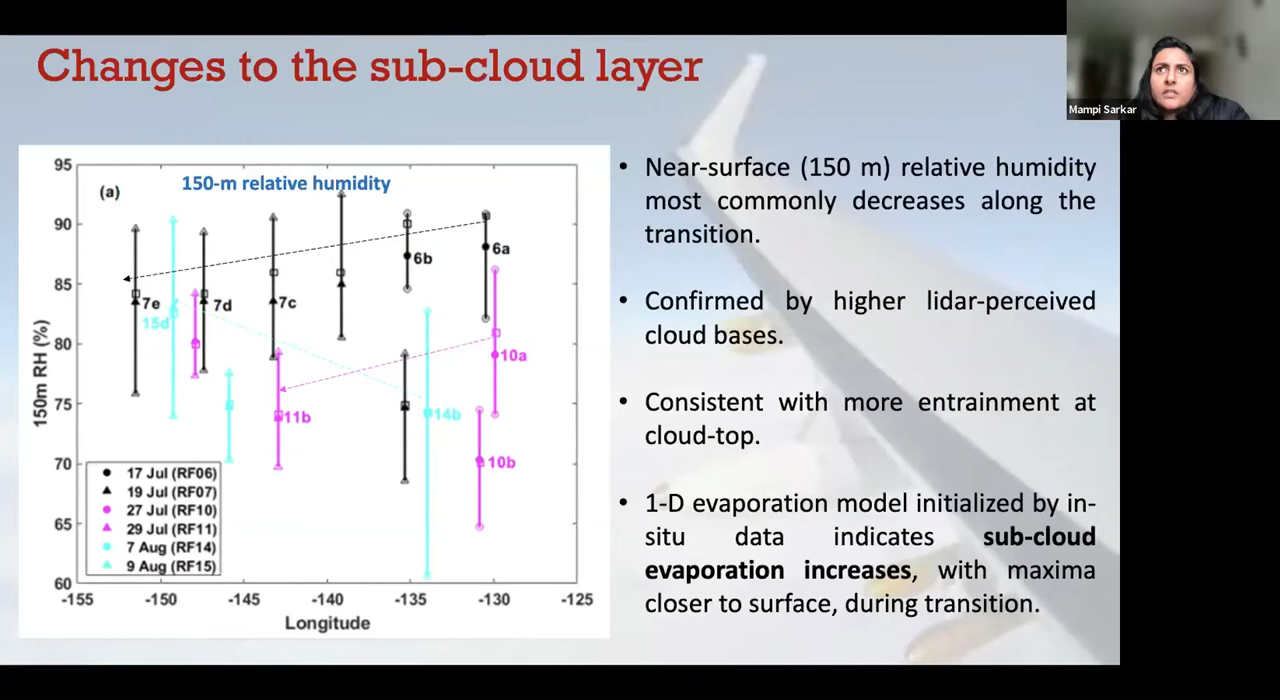 Changes to the sub-cloud layer
Mampi Sarkar
(a)
150-m relative humidity
150m RH (%)
95
90
85
80
75
70
65
60
6a
6b
7c
7d
7e
15d
10a
11b
14b
10b
17 Jul (RF06)
19 Jul (RF07)
27 Jul (RF10)
29 Jul (RF11)
7 Aug (RF14)
9 Aug (RF15)
-155 -150 -145 -140 -135 -130 -125
Longitude
• Near-surface (150 m) relative humidity
most commonly decreases along the
transition.
• Confirmed by higher lidar-perceived
cloud bases.
• Consistent with more entrainment at
cloud-top.
• 1-D evaporation model initialized by in-
situ data indicates sub-cloud
evaporation increases, with maxima
closer to surface, during transition.